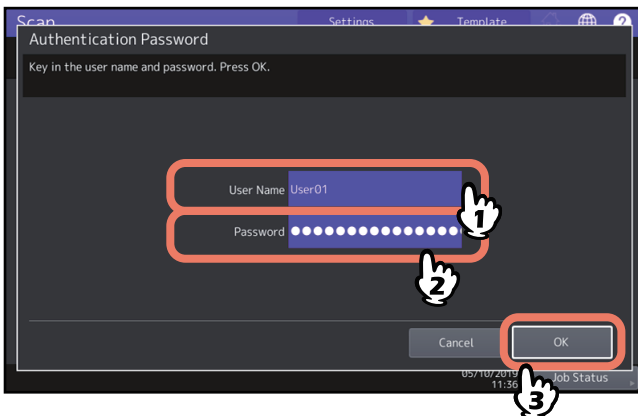 Scan
Settings
Template
?
Authentication Password
Key in the user name and password. Press OK.
User Name User01
1
Password ●●●●●●●●●●●●●●●
2
Cancel
OK
05/10/2019
11:36
Job Status
3